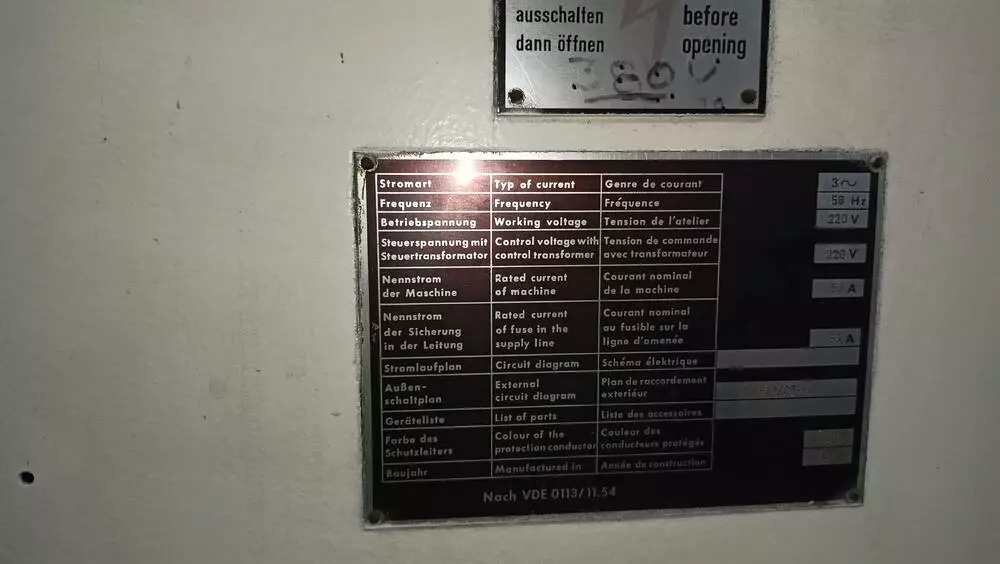 ausschalten
before
dann öffnen
opening
380 V
Stromart Typ of current Genre de courant 3~
Frequenz Frequency Fréquence 50 Hz
Betriebspannung Working voltage Tension de l'atelier 220 V
Steuerspannung mit Control voltage with Tension de commande
Steuertransformator control transformer avec transformateur 220 V
Nennstrom Rated current Courant nominal
der Maschine of machine de la machine A
Nennstrom Rated current Courant nominal
der Sicherung of fuse in the au fusible sur la
in der Leitung supply line ligne d'amenée A
Stromlaufplan Circuit diagram Schéma élektrique
Außen- External Plan de raccordement
schaltplan circuit diagram extérieur
Geräteliste List of parts Liste des accessoires
Farbe des Colour of the Couleur des
Schutzleiters protection conductor conducteurs protégés
Baujahr Manufactured in Année de construction
Nach VDE 0113/11.54